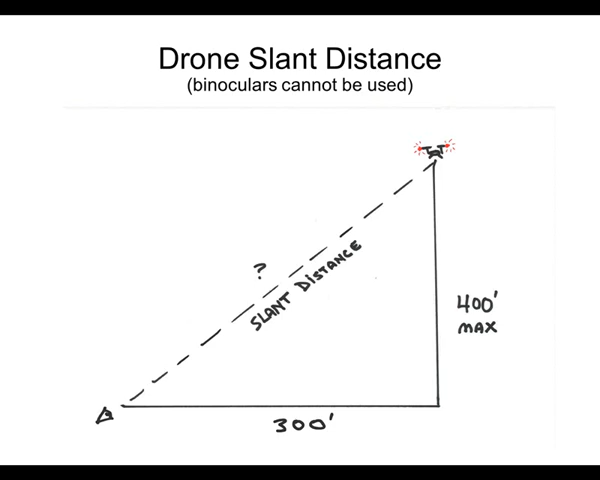 Drone Slant Distance
(binoculars cannot be used)
?
SLANT DISTANCE
400'
MAX
300'